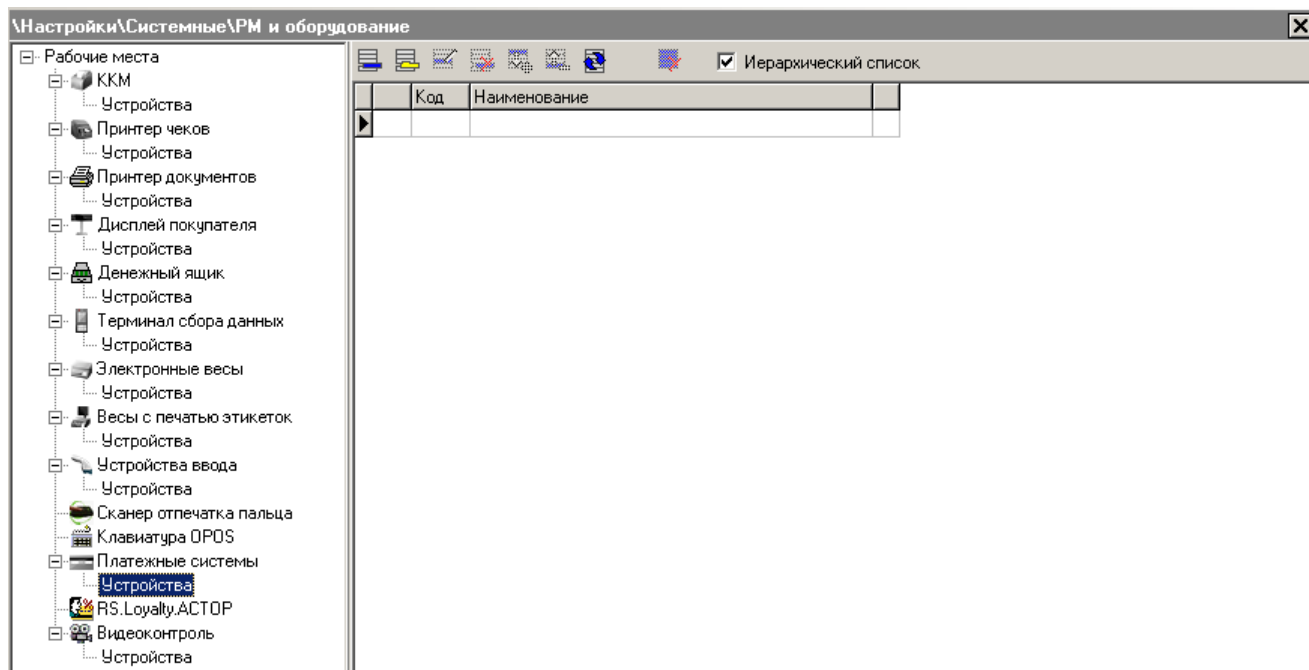 \Настройки\Системные\РМ и оборудование
Рабочие места
ККМ
Устройства
Принтер чеков
Устройства
Принтер документов
Устройства
Дисплей покупателя
Устройства
Денежный ящик
Устройства
Терминал сбора данных
Устройства
Электронные весы
Устройства
Весы с печатью этикеток
Устройства
Устройства ввода
Устройства
Сканер отпечатка пальца
Клавиатура OPOS
Платежные системы
Устройства
RS.Loyalty.АСТОР
Видеоконтроль
Устройства
Иерархический список
Код Наименование